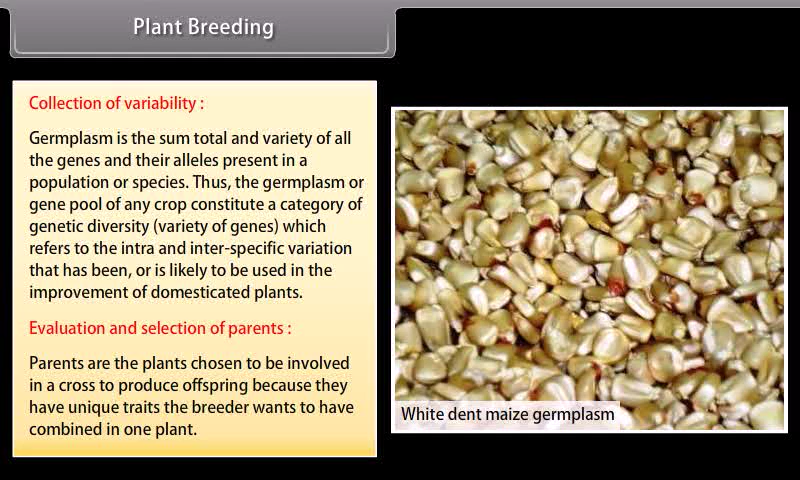 Plant Breeding
Collection of variability :
Germplasm is the sum total and variety of all
the genes and their alleles present in a
population or species. Thus, the germplasm or
gene pool of any crop constitute a category of
genetic diversity (variety of genes) which
refers to the intra and inter-specific variation
that has been, or is likely to be used in the
improvement of domesticated plants.
Evaluation and selection of parents :
Parents are the plants chosen to be involved
in a cross to produce offspring because they
have unique traits the breeder wants to have
combined in one plant.
White dent maize germplasm